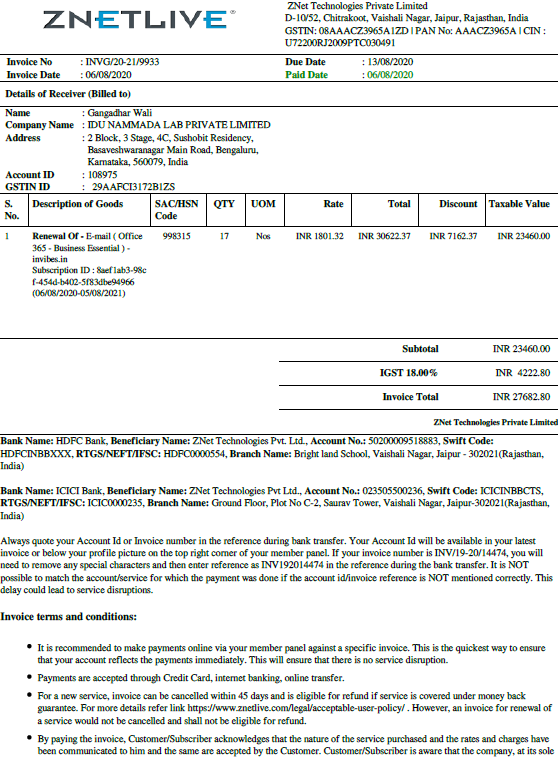 ZNETLIVE®
ZNet Technologies Private Limited
D-10/52, Chitrakoot, Vaishali Nagar, Jaipur, Rajasthan, India
GSTIN: 08AAACZ3965A1ZD | PAN No: AAACZ3965A | CIN :
U72200RJ2009PTC030491
Invoice No : INVG/20-21/9933 Due Date : 13/08/2020
Invoice Date : 06/08/2020 Paid Date : 06/08/2020
Details of Receiver (Billed to)
Name : Gangadhar Wali
Company Name : IDU NAMMADA LAB PRIVATE LIMITED
Address : 2 Block, 3 Stage, 4C, Sushobit Residency,
Basaveshwaranagar Main Road, Bengaluru,
Karnataka, 560079, India
Account ID : 108975
GSTIN ID : 29AAFCI3172B1ZS
S. No. Description of Goods SAC/HSN Code QTY UOM Rate Total Discount Taxable Value
1 Renewal Of - E-mail ( Office 998315 17 Nos INR 1801.32 INR 30622.37 INR 7162.37 INR 23460.00
365 - Business Essential ) -
invibes.in
Subscription ID : 8aef1ab3-98c
f-454d-b402-5f83dbe94966
(06/08/2020-05/08/2021)
Subtotal INR 23460.00
IGST 18.00% INR 4222.80
Invoice Total INR 27682.80
ZNet Technologies Private Limited
Bank Name: HDFC Bank, Beneficiary Name: ZNet Technologies Pvt. Ltd., Account No.: 50200009518883, Swift Code:
HDFCINBBXXX, RTGS/NEFT/IFSC: HDFC0000554, Branch Name: Bright land School, Vaishali Nagar, Jaipur - 302021(Rajasthan,
India)
Bank Name: ICICI Bank, Beneficiary Name: ZNet Technologies Pvt Ltd., Account No.: 023505500236, Swift Code: ICICINBBCTS,
RTGS/NEFT/IFSC: ICIC0000235, Branch Name: Ground Floor, Plot No C-2, Saurav Tower, Vaishali Nagar, Jaipur-302021(Rajasthan,
India)
Always quote your Account Id or Invoice number in the reference during bank transfer. Your Account Id will be available in your latest
invoice or below your profile picture on the top right corner of your member panel. If your invoice number is INV/19-20/14474, you will
need to remove any special characters and then enter reference as INV192014474 in the reference during the bank transfer. It is NOT
possible to match the account/service for which the payment was done if the account id/invoice reference is NOT mentioned correctly. This
delay could lead to service disruptions.
Invoice terms and conditions:
• It is recommended to make payments online via your member panel against a specific invoice. This is the quickest way to ensure
that your account reflects the payments immediately. This will ensure that there is no service disruption.
• Payments are accepted through Credit Card, internet banking, online transfer.
• For a new service, invoice can be cancelled within 45 days and is eligible for refund if service is covered under money back
guarantee. For more details refer link https://www.znetlive.com/legal/acceptable-user-policy/ . However, an invoice for renewal of
a service would not be cancelled and shall not be eligible for refund.
• By paying the invoice, Customer/Subscriber acknowledges that the nature of the service purchased and the rates and charges have
been communicated to him and the same are accepted by the Customer. Customer/Subscriber is aware that the company, at its sole